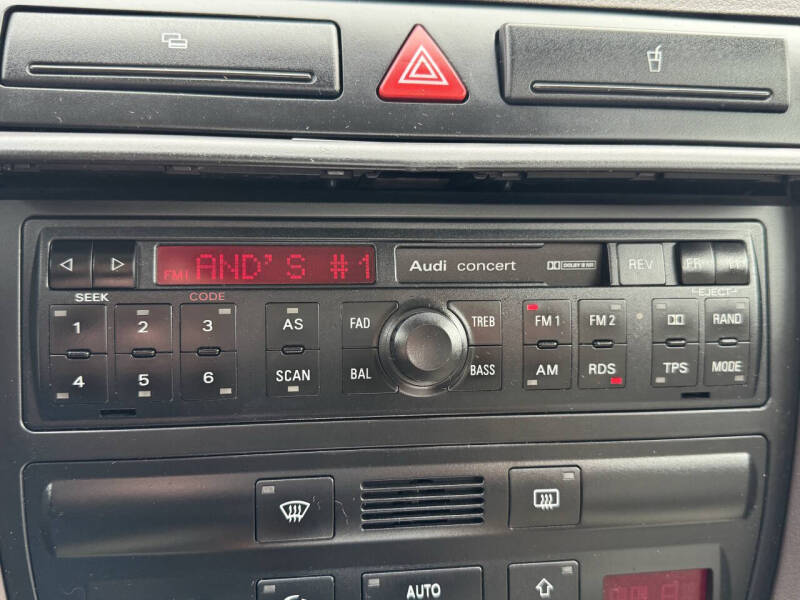 FM1 AND'S #1
Audi concert
DOLBY B NR
REV
FR
SEEK
CODE
EJECT
1 2 3
AS
FAD
TREB
FM 1
FM 2
RAND
4 5 6
SCAN
BAL
BASS
AM
RDS
TPS
MODE
AUTO